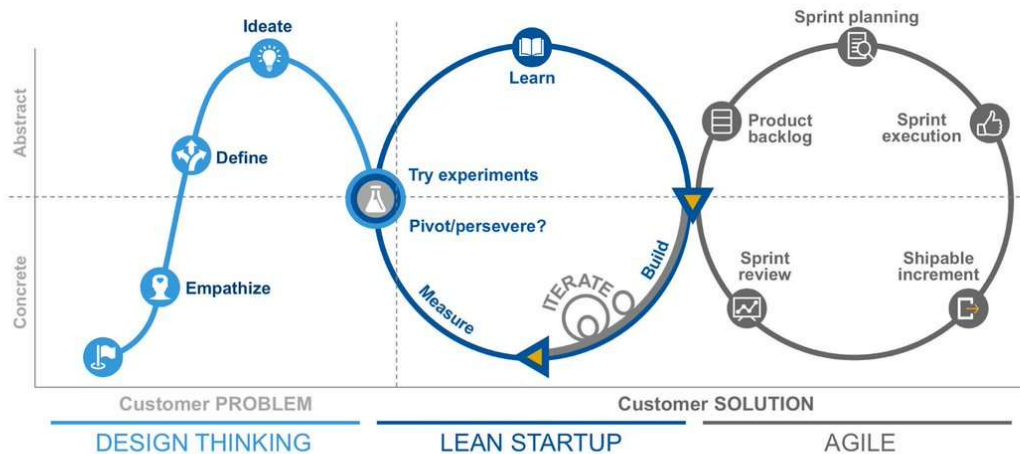 Abstract
Concrete
Ideate
Define
Empathize
Learn
Try experiments
Pivot/persevere?
Measure
ITERATE
Build
Sprint planning
Product
backlog
Sprint
execution
Sprint
review
Shipable
increment
Customer PROBLEM
Customer SOLUTION
DESIGN THINKING
LEAN STARTUP
AGILE